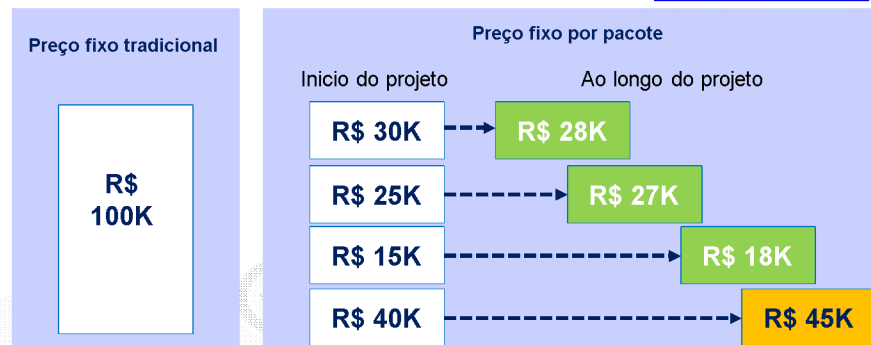 Preço fixo tradicional
R$
100K
Preço fixo por pacote
Inicio do projeto
Ao longo do projeto
R$ 30K
R$ 28K
R$ 25K
R$ 27K
R$ 15K
R$ 18K
R$ 40K
R$ 45K